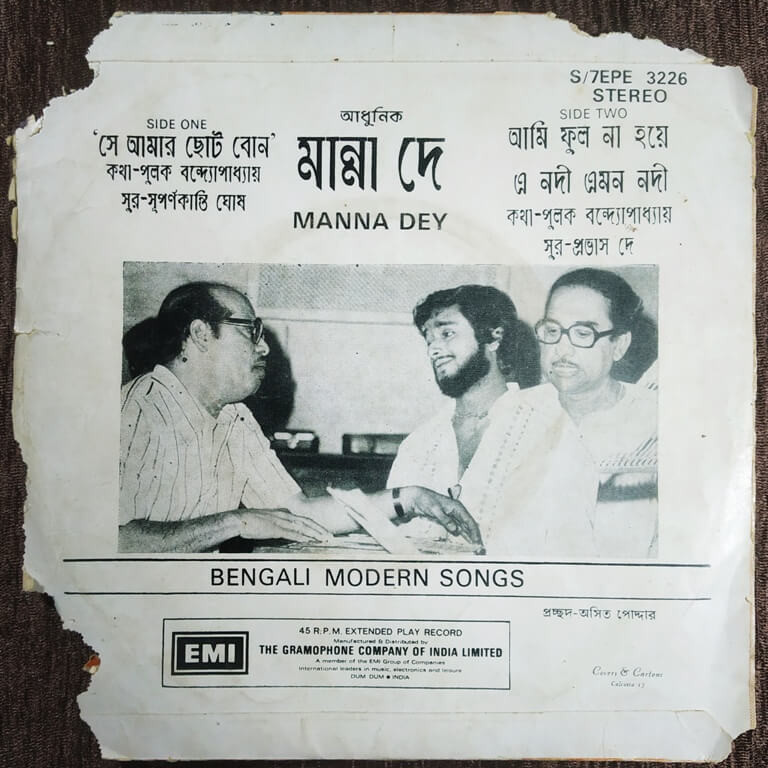 S/7EPE 3226
STEREO
SIDE ONE
'সে আমার ছোট বোন'
কথা-পুলক বন্দ্যোপাধ্যায়
সুর-সুপর্ণকান্তি ঘোষ
আধুনিক
মান্না দে
MANNA DEY
SIDE TWO
আমি ফুল না হয়ে
এ নদী এমন নদী
কথা-পুলক বন্দ্যোপাধ্যায়
সুর-প্রভাস দে
BENGALI MODERN SONGS
প্রচ্ছদ-অসিত পোদ্দার
EMI
45 R.P.M. EXTENDED PLAY RECORD
Manufactured & Distributed by
THE GRAMOPHONE COMPANY OF INDIA LIMITED
A member of the EMI Group of Companies
International leaders in music, electronics and leisure
DUM DUM ● INDIA
Covers & Cartons
Calcutta-17